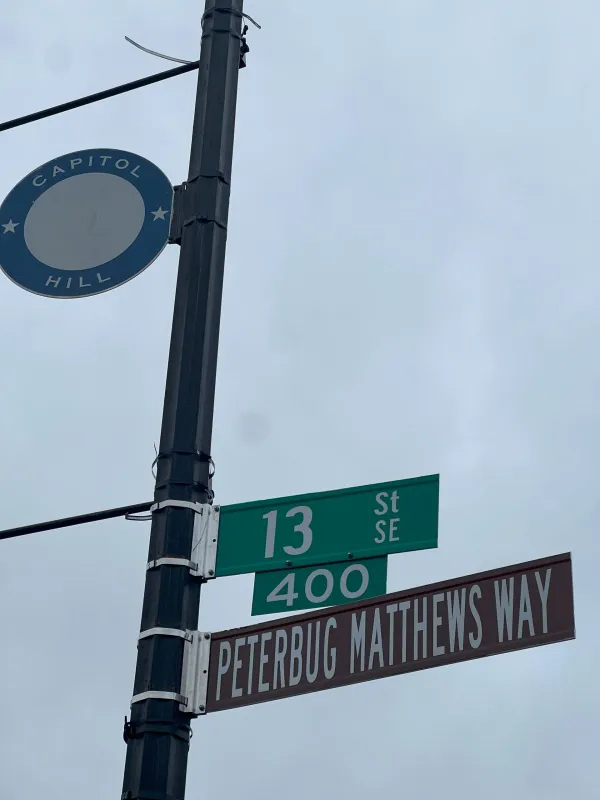 CAPITOL
HILL
13 St
SE
400
PETERBUG MATTHEWS WAY